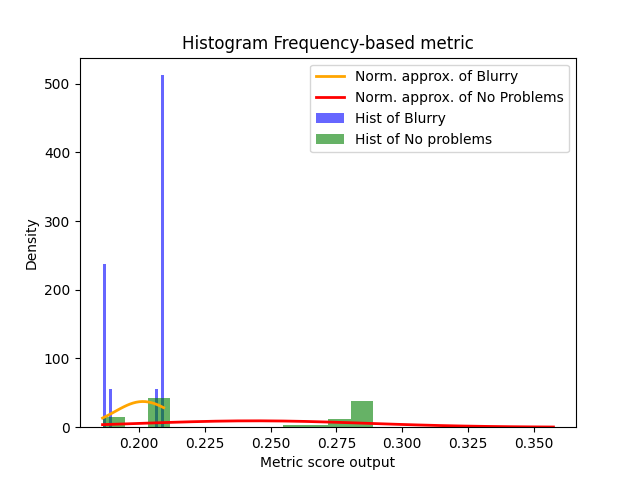 Histogram Frequency-based metric
Norm. approx. of Blurry
Norm. approx. of No Problems
Hist of Blurry
Hist of No problems
Density
500
400
300
200
100
0
0.200 0.225 0.250 0.275 0.300 0.325 0.350
Metric score output